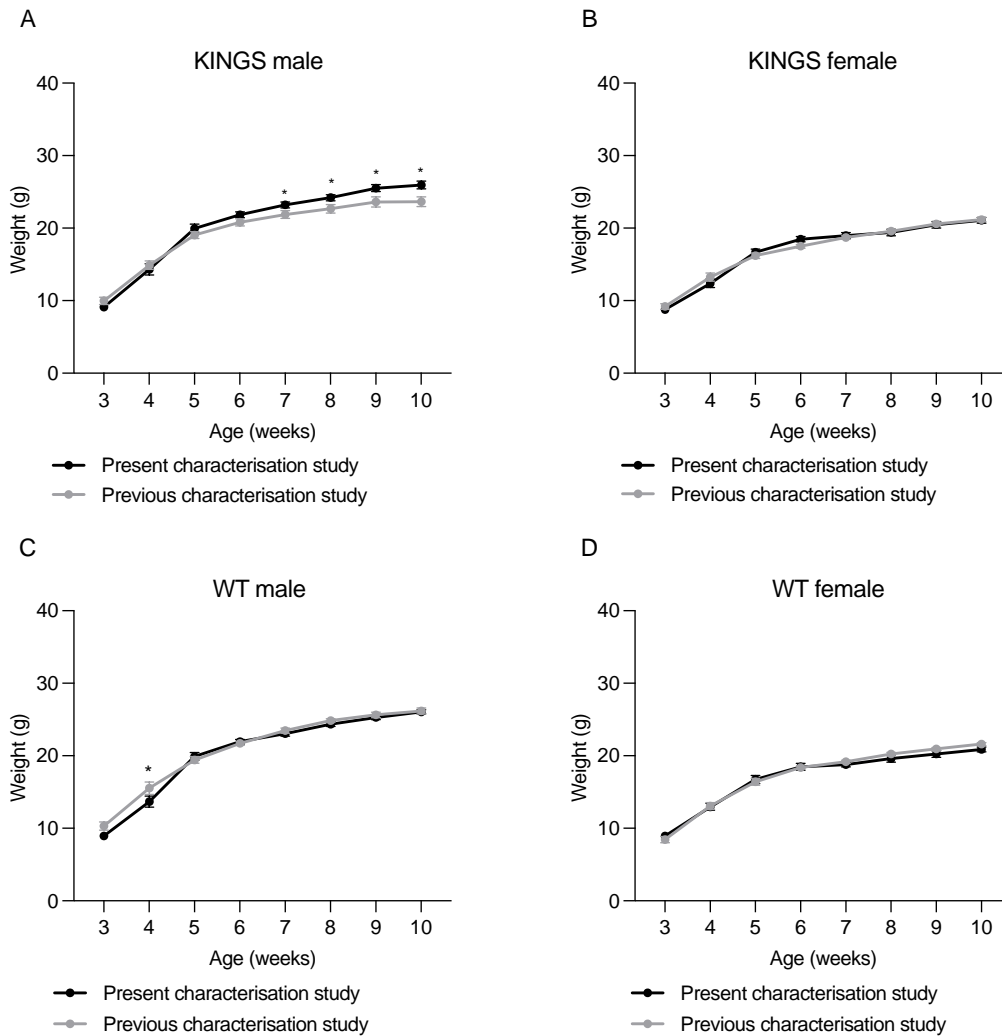 A
KINGS male
40
30
20
10
0
Weight (g)
* * * *
3 4 5 6 7 8 9 10
Age (weeks)
Present characterisation study
Previous characterisation study
B
KINGS female
40
30
20
10
0
Weight (g)
3 4 5 6 7 8 9 10
Age (weeks)
Present characterisation study
Previous characterisation study
C
WT male
40
30
20
10
0
Weight (g)
*
3 4 5 6 7 8 9 10
Age (weeks)
Present characterisation study
Previous characterisation study
D
WT female
40
30
20
10
0
Weight (g)
3 4 5 6 7 8 9 10
Age (weeks)
Present characterisation study
Previous characterisation study